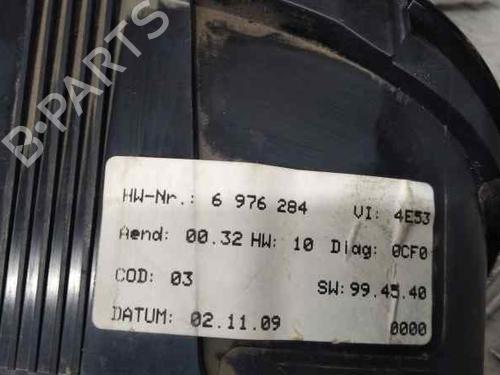 B-PARTS
HW-Nr.: 6 976 284 VI: 4E53
Aend: 00.32 HW: 10 Diag: 0CF0
COD: 03 SW: 99.45.40
DATUM: 02.11.09 0000